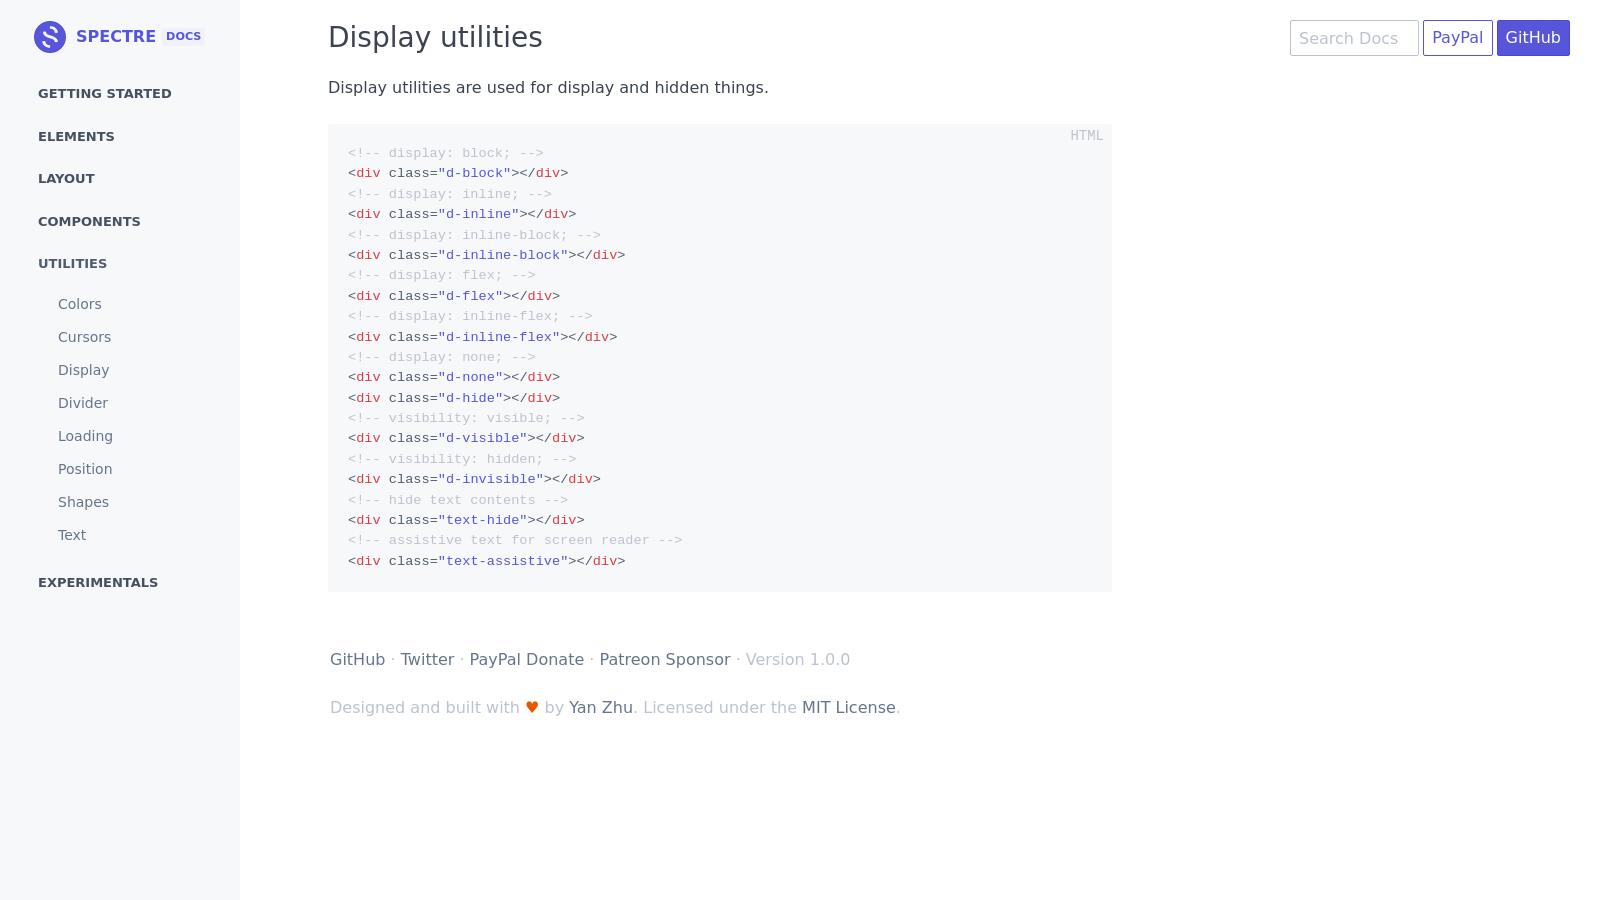 SPECTRE DOCS
GETTING STARTED
ELEMENTS
LAYOUT
COMPONENTS
UTILITIES
Colors
Cursors
Display
Divider
Loading
Position
Shapes
Text
EXPERIMENTALS
Search Docs PayPal GitHub
Display utilities
Display utilities are used for display and hidden things.
HTML
<!-- display: block; -->
<div class="d-block"></div>
<!-- display: inline; -->
<div class="d-inline"></div>
<!-- display: inline-block; -->
<div class="d-inline-block"></div>
<!-- display: flex; -->
<div class="d-flex"></div>
<!-- display: inline-flex; -->
<div class="d-inline-flex"></div>
<!-- display: none; -->
<div class="d-none"></div>
<div class="d-hide"></div>
<!-- visibility: visible; -->
<div class="d-visible"></div>
<!-- visibility: hidden; -->
<div class="d-invisible"></div>
<!-- hide text contents -->
<div class="text-hide"></div>
<!-- assistive text for screen reader -->
<div class="text-assistive"></div>
GitHub · Twitter · PayPal Donate · Patreon Sponsor · Version 1.0.0
Designed and built with ♥ by Yan Zhu. Licensed under the MIT License.